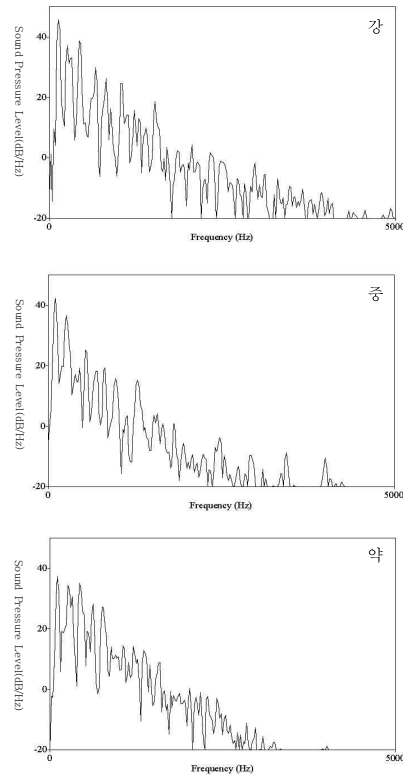 강
Sound Pressure Level(dB/Hz)
40
20
0
-20
0
5000
Frequency (Hz)
중
Sound Pressure Level(dB/Hz)
40
20
0
-20
0
5000
Frequency (Hz)
약
Sound Pressure Level(dB/Hz)
40
20
0
-20
0
5000
Frequency (Hz)